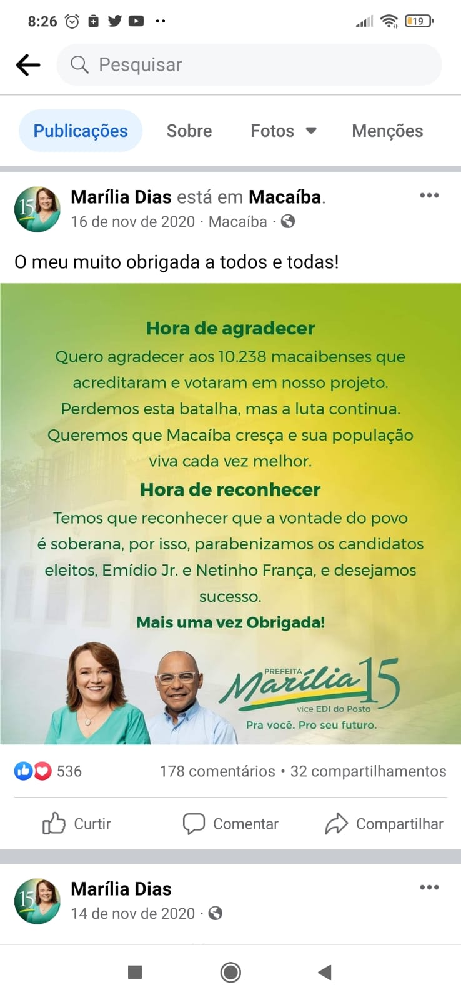 8:26
19
Pesquisar
Publicações Sobre Fotos Menções
15
Marília Dias está em Macaíba.
16 de nov de 2020 · Macaíba ·
O meu muito obrigada a todos e todas!
Hora de agradecer
Quero agradecer aos 10.238 macaibenses que
acreditaram e votaram em nosso projeto.
Perdemos esta batalha, mas a luta continua.
Queremos que Macaíba cresça e sua população
viva cada vez melhor.
Hora de reconhecer
Temos que reconhecer que a vontade do povo
é soberana, por isso, parabenizamos os candidatos
eleitos, Emídio Jr. e Netinho França, e desejamos
sucesso.
Mais uma vez Obrigada!
PREFEITA
Marília 15
vice EDI do Posto
Pra você. Pro seu futuro.
536 178 comentários • 32 compartilhamentos
Curtir Comentar Compartilhar
15
Marília Dias
14 de nov de 2020 ·